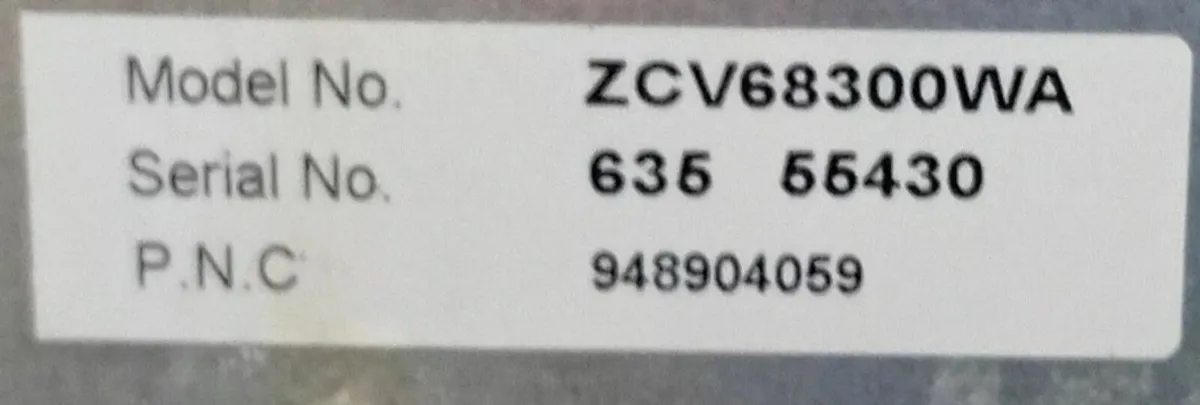 Model No. ZCV68300WA
Serial No. 635 55430
P.N.C 948904059